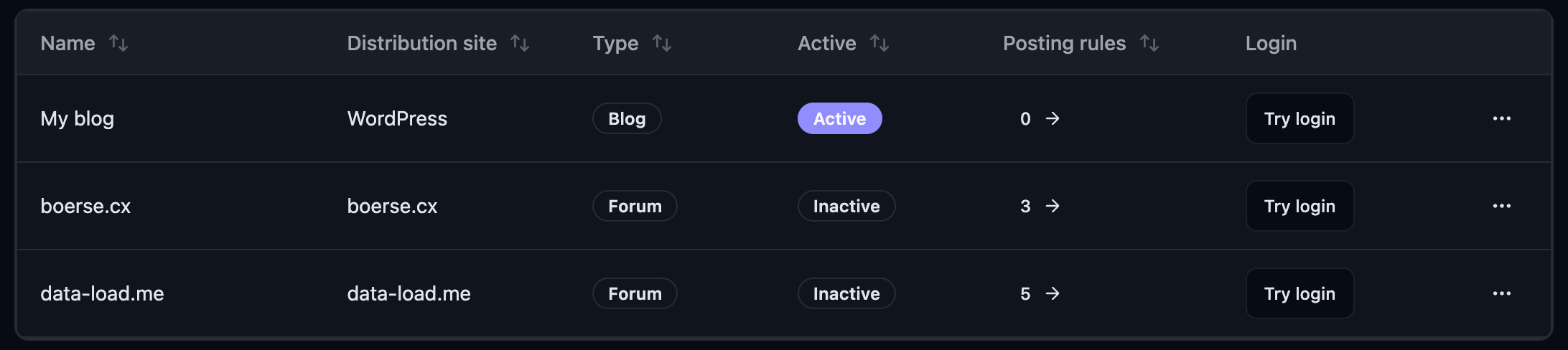 Name Distribution site Type Active Posting rules Login
My blog WordPress Blog Active 0 → Try login ...
boerse.cx boerse.cx Forum Inactive 3 → Try login ...
data-load.me data-load.me Forum Inactive 5 → Try login ...